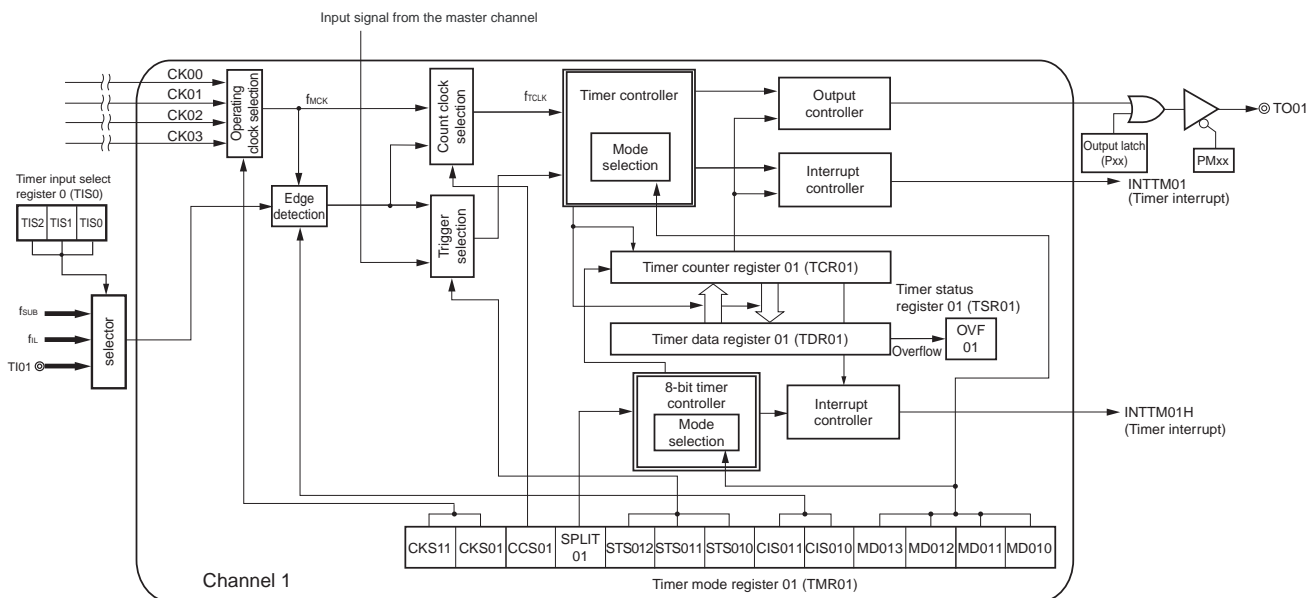 Input signal from the master channel
CK00
CK01
CK02
CK03
Operating
clock selection
fMCK
Count clock
selection
fTCLK
Timer controller
Mode
selection
Output
controller
Interrupt
controller
Output latch
(Pxx)
PMxx
TO01
INTTM01
(Timer interrupt)
Timer input select
register 0 (TIS0)
TIS2 TIS1 TIS0
Edge
detection
Trigger
selection
fSUB
fIL
TI01
selector
Timer counter register 01 (TCR01)
Timer status
register 01 (TSR01)
Timer data register 01 (TDR01)
Overflow
OVF
01
8-bit timer
controller
Mode
selection
Interrupt
controller
INTTM01H
(Timer interrupt)
CKS11 CKS01 CCS01 SPLIT
01 STS012 STS011 STS010 CIS011 CIS010 MD013 MD012 MD011 MD010
Channel 1
Timer mode register 01 (TMR01)